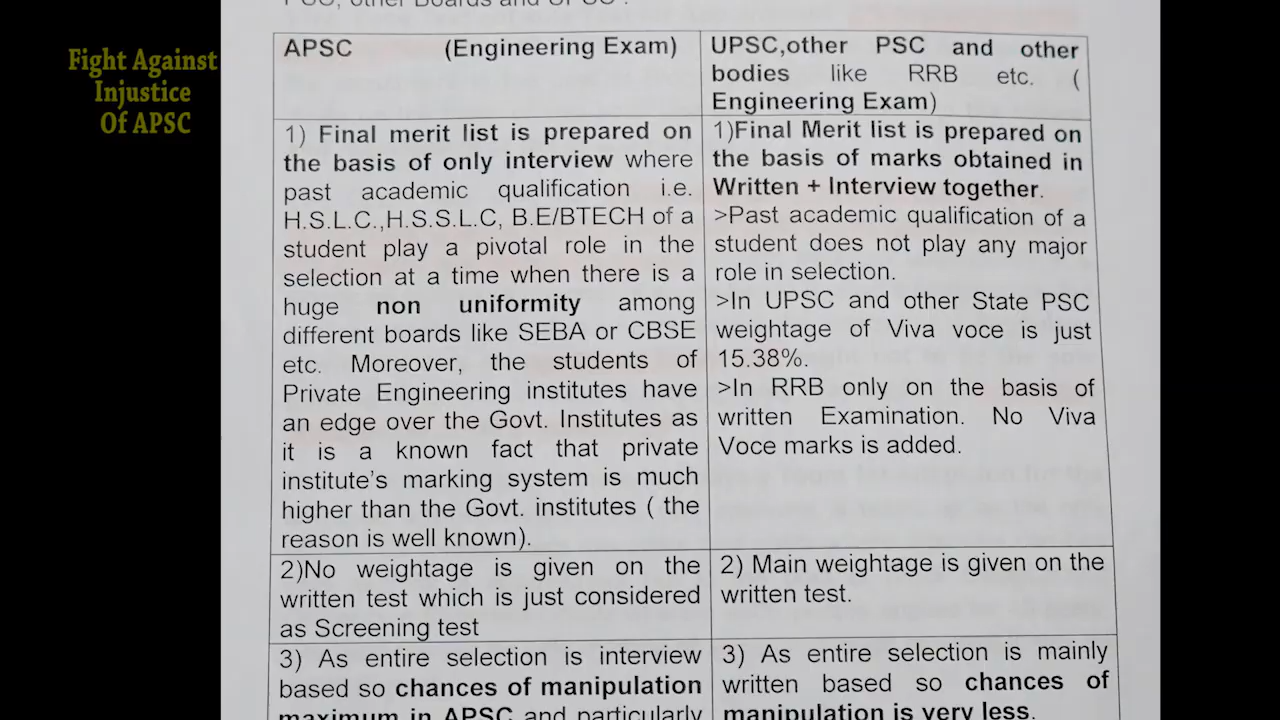 Fight Against
Injustice
Of APSC
APSC (Engineering Exam)
UPSC,other PSC and other
bodies like RRB etc. (
Engineering Exam)
1) Final merit list is prepared on
the basis of only interview where
past academic qualification i.e.
H.S.L.C.,H.S.S.L.C, B.E/BTECH of a
student play a pivotal role in the
selection at a time when there is a
huge non uniformity among
different boards like SEBA or CBSE
etc. Moreover, the students of
Private Engineering institutes have
an edge over the Govt. Institutes as
it is a known fact that private
institute's marking system is much
higher than the Govt. institutes ( the
reason is well known).
1)Final Merit list is prepared on
the basis of marks obtained in
Written + Interview together.
>Past academic qualification of a
student does not play any major
role in selection.
>In UPSC and other State PSC
weightage of Viva voce is just
15.38%.
>In RRB only on the basis of
written Examination. No Viva
Voce marks is added.
2)No weightage is given on the
written test which is just considered
as Screening test
2) Main weightage is given on the
written test.
3) As entire selection is interview
based so chances of manipulation
maximum in APSC and particularly
3) As entire selection is mainly
written based so chances of
manipulation is very less.